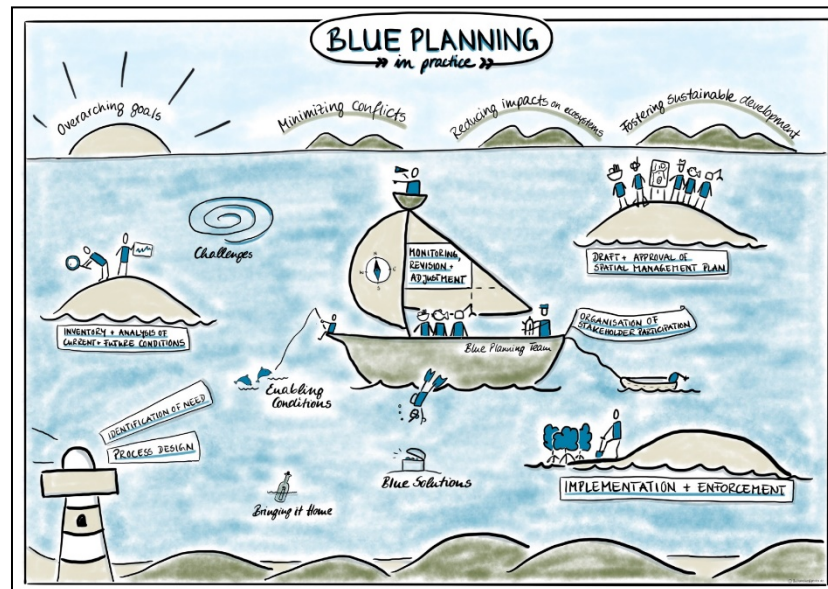 BLUE PLANNING
>> in practice >>
Overarching goals
Minimizing conflicts
Reducing impacts on ecosystems
Fostering sustainable development
Challenges
MONITORING,
REVISION +
ADJUSTMENT
DRAFT + APPROVAL OF
SPATIAL MANAGEMENT PLAN
INVENTORY + ANALYSIS OF
CURRENT + FUTURE CONDITIONS
ORGANISATION OF
STAKEHOLDER PARTICIPATION
Blue Planning Team
Enabling
Conditions
IDENTIFICATION OF NEED
PROCESS DESIGN
Blue Solutions
Bringing it Home
IMPLEMENTATION + ENFORCEMENT